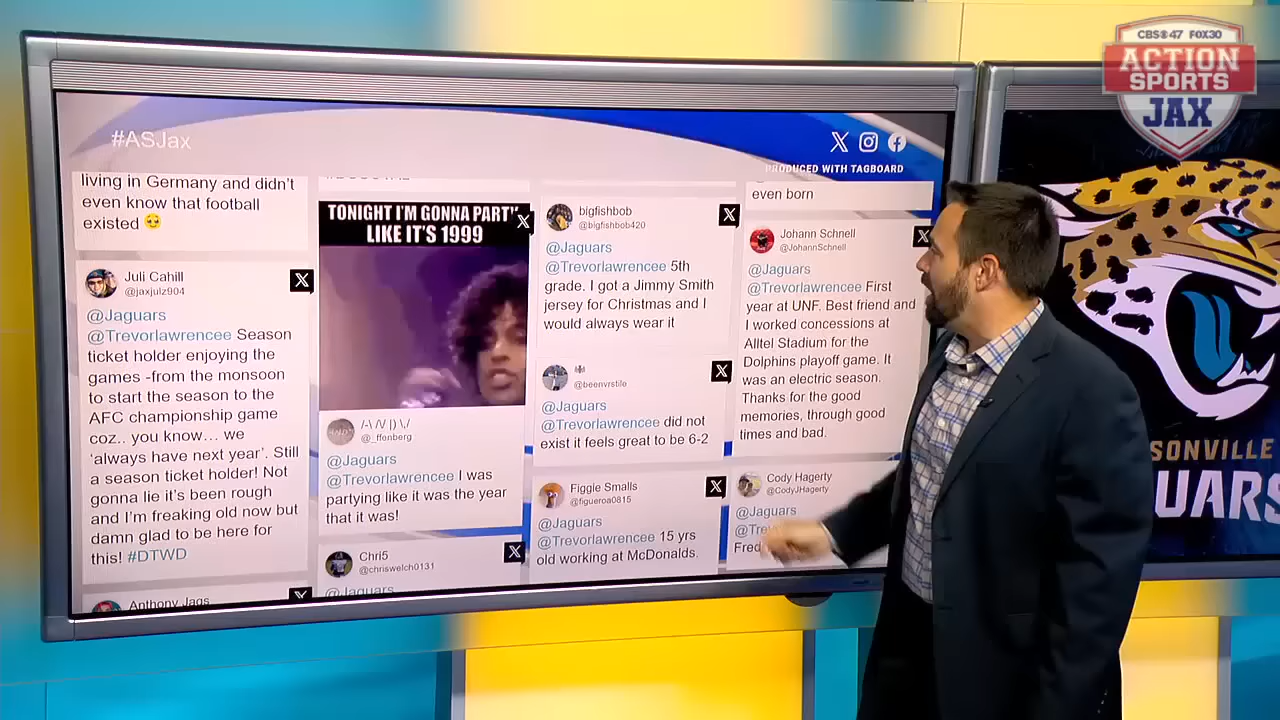 CBS 47 FOX30
ACTION
SPORTS
JAX
#ASJax
PRODUCED WITH TAGBOARD
living in Germany and didn't
even know that football
existed
Juli Cahill
@jaxjulz904
@Jaguars
@Trevorlawrencee Season
ticket holder enjoying the
games -from the monsoon
to start the season to the
AFC championship game
coz.. you know… we
'always have next year'. Still
a season ticket holder! Not
gonna lie it's been rough
and I'm freaking old now but
damn glad to be here for
this! #DTWD
Anthony Jags
TONIGHT I'M GONNA PARTY
LIKE IT'S 1999
/-\ /\/ |) \,/
@_ffenberg
@Jaguars
@Trevorlawrencee I was
partying like it was the year
that it was!
Chri5
@chriswelch0131
@Jaguars
bigfishbob
@bigfishbob420
@Jaguars
@Trevorlawrencee 5th
grade. I got a Jimmy Smith
jersey for Christmas and I
would always wear it
@beenvrstile
@Jaguars
@Trevorlawrencee did not
exist it feels great to be 6-2
Figgie Smalls
@figueroa0815
@Jaguars
@Trevorlawrencee 15 yrs
old working at McDonalds.
even born
Johann Schnell
@JohannSchnell
@Jaguars
@Trevorlawrencee First
year at UNF. Best friend and
I worked concessions at
Alltel Stadium for the
Dolphins playoff game. It
was an electric season.
Thanks for the good
memories, through good
times and bad.
Cody Hagerty
@CodyJHagerty
@Jaguars
@Tre
Fred
SONVILLE
UARS